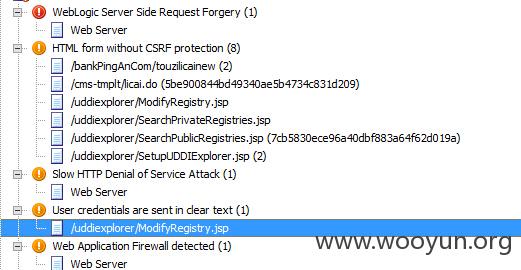 WebLogic Server Side Request Forgery (1)
Web Server
HTML form without CSRF protection (8)
/bankPingAnCom/touzilicainew (2)
/cms-tmplt/licai.do (5be900844bd49340ae5b4734c831d209)
/uddiexplorer/ModifyRegistry.jsp
/uddiexplorer/SearchPrivateRegistries.jsp
/uddiexplorer/SearchPublicRegistries.jsp (7cb5830ece96a40dbf883a64f62d019a)
/uddiexplorer/SetupUDDIExplorer.jsp (2)
Slow HTTP Denial of Service Attack (1)
Web Server
User credentials are sent in clear text (1)
/uddiexplorer/ModifyRegistry.jsp
Web Application Firewall detected (1)
www.wooyun.org
Web Server